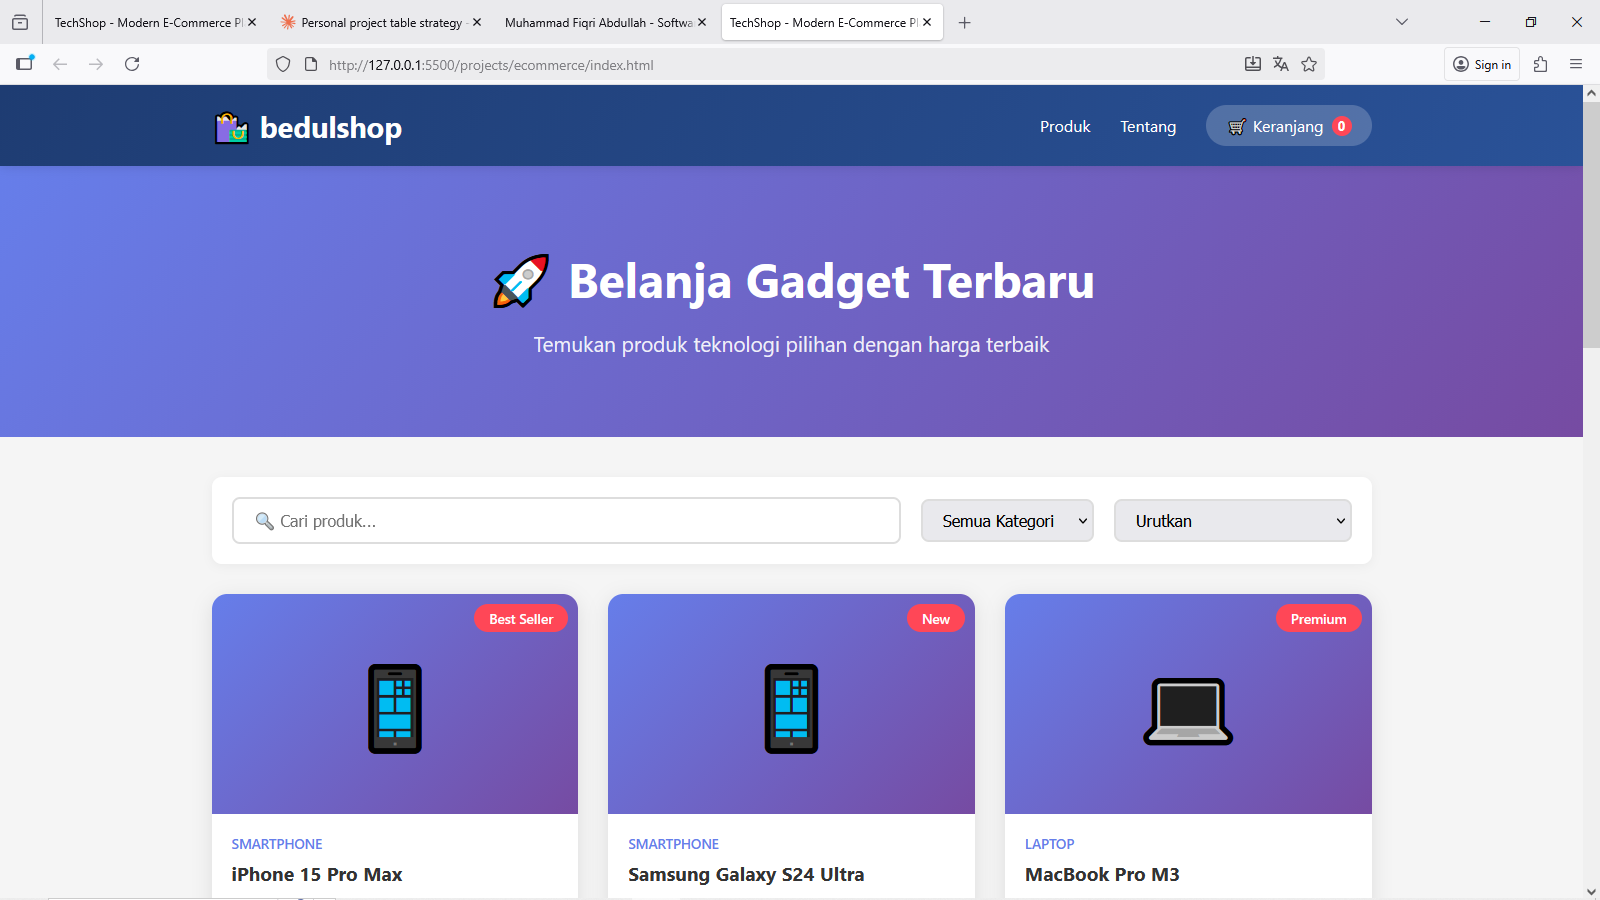 TechShop - Modern E-Commerce Pl
Personal project table strategy -
Muhammad Fiqri Abdullah - Softwa
TechShop - Modern E-Commerce Pl
http://127.0.0.1:5500/projects/ecommerce/index.html
Sign in
bedulshop
Produk
Tentang
Keranjang 0
Belanja Gadget Terbaru
Temukan produk teknologi pilihan dengan harga terbaik
Cari produk...
Semua Kategori
Urutkan
Best Seller
New
Premium
SMARTPHONE
iPhone 15 Pro Max
SMARTPHONE
Samsung Galaxy S24 Ultra
LAPTOP
MacBook Pro M3